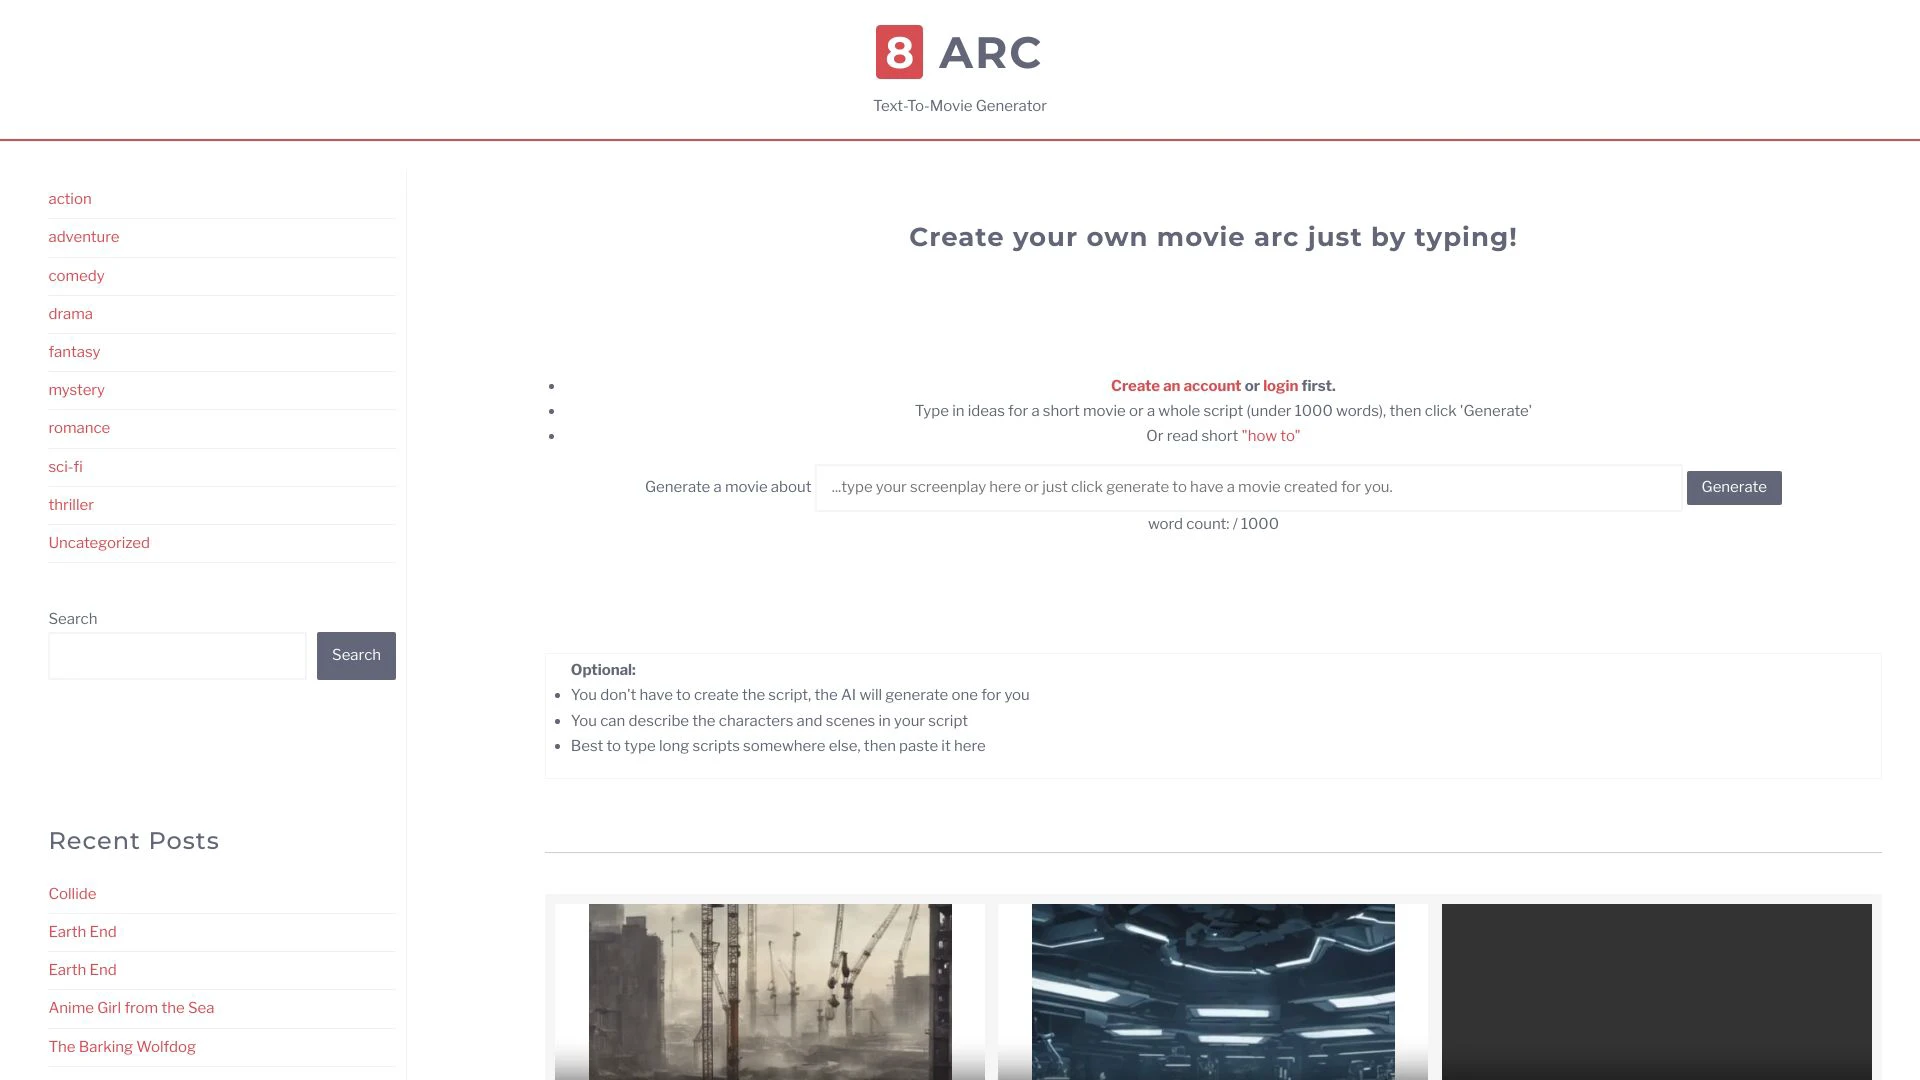 8 ARC
Text-To-Movie Generator
action
adventure
comedy
drama
fantasy
mystery
romance
sci-fi
thriller
Uncategorized
Search
Search
Recent Posts
Collide
Earth End
Earth End
Anime Girl from the Sea
The Barking Wolfdog
Create your own movie arc just by typing!
Create an account or login first.
Type in ideas for a short movie or a whole script (under 1000 words), then click 'Generate'
Or read short "how to"
Generate a movie about ...type your screenplay here or just click generate to have a movie created for you. Generate
word count: / 1000
Optional:
You don't have to create the script, the AI will generate one for you
You can describe the characters and scenes in your script
Best to type long scripts somewhere else, then paste it here